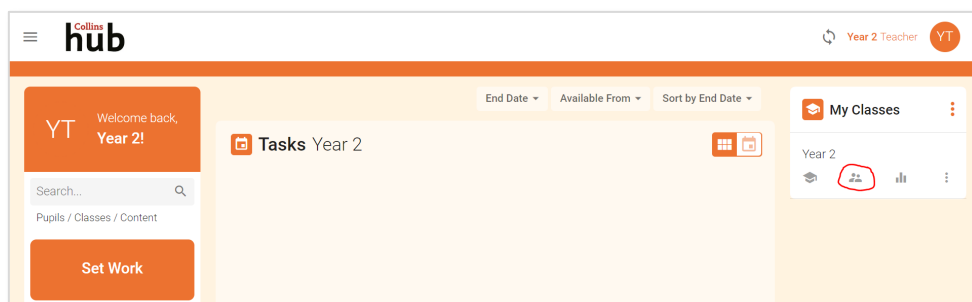 Collins
hub
Year 2 Teacher
YT
YT
Welcome back,
Year 2!
Search...
Pupils / Classes / Content
Set Work
End Date
Available From
Sort by End Date
Tasks Year 2
My Classes
Year 2